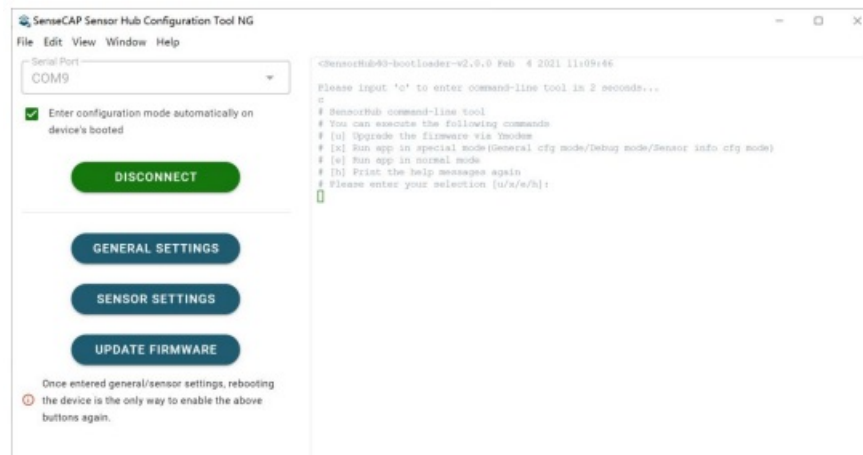 SenseCAP Sensor Hub Configuration Tool NG
File Edit View Window Help
Serial Port
COM9
Enter configuration mode automatically on
device's booted
DISCONNECT
GENERAL SETTINGS
SENSOR SETTINGS
UPDATE FIRMWARE
Once entered general/sensor settings, rebooting
the device is the only way to enable the above
buttons again.
<SensorHub4G-bootloader-v2.0.0 Feb 4 2021 11:09:46
Please input 'c' to enter command-line tool in 2 seconds...
c
# SensorHub command-line tool
# You can execute the following commands
# [u] Upgrade the firmware via Ymodem
# [x] Run app in special mode(General cfg mode/Debug mode/Sensor info cfg mode)
# [e] Run app in normal mode
# [h] Print the help messages again
# Please enter your selection [u/x/e/h]: